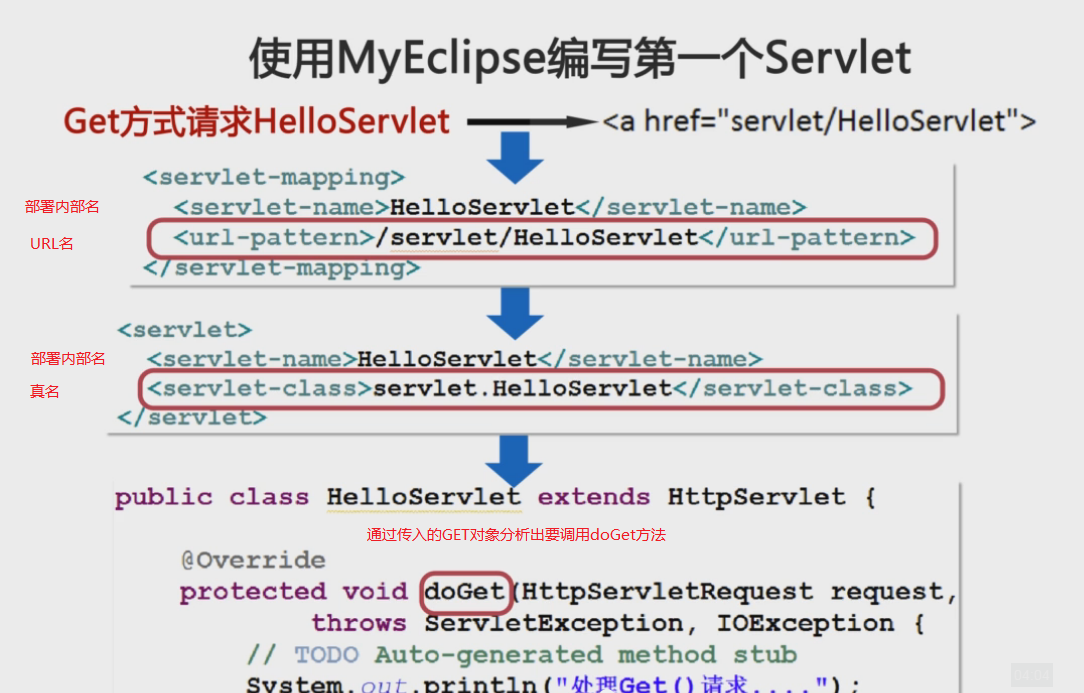 使用MyEclipse编写第一个Servlet
Get方式请求HelloServlet <a href="servlet/HelloServlet">
<servlet-mapping>
部署内部名 <servlet-name>HelloServlet</servlet-name>
URL名 <url-pattern>/servlet/HelloServlet</url-pattern>
</servlet-mapping>
<servlet>
部署内部名 <servlet-name>HelloServlet</servlet-name>
真名 <servlet-class>servlet.HelloServlet</servlet-class>
</servlet>
public class HelloServlet extends HttpServlet {
通过传入的GET对象分析出要调用doGet方法
@Override
protected void doGet(HttpServletRequest request,
throws ServletException, IOException {
// TODO Auto-generated method stub
System.out.println("处理Get()请求....");
04:04